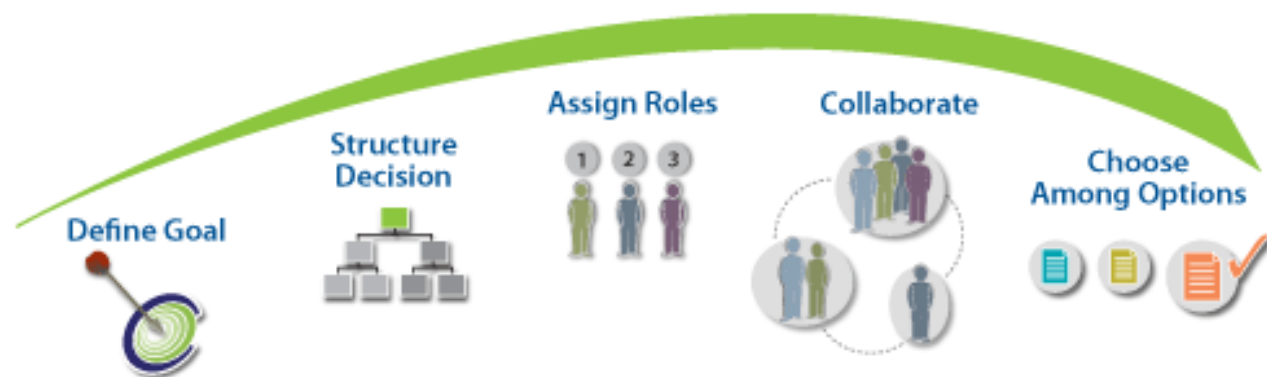 Define Goal
Structure
Decision
Assign Roles
1 2 3
Collaborate
Choose
Among Options